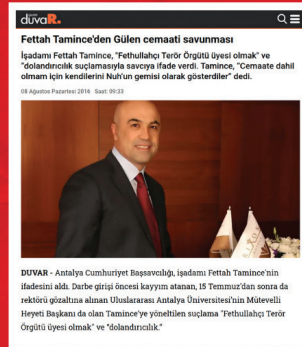 duvaR.
Fettah Tamince'den Gülen cemaati savunması
İşadamı Fettah Tamince, "Fethullahçı Terör Örgütü üyesi olmak" ve
"dolandırıcılık suçlamasıyla savcıya ifade verdi. Tamince, "Cemaate dahil
olmam için kendilerini Nuh'un gemisi olarak gösterdiler" dedi.
08 Ağustos Pazartesi 2016 Saat: 09:33
DUVAR - Antalya Cumhuriyet Başsavcılığı, işadamı Fettah Tamince'nin
ifadesini aldı. Darbe girişi öncesi kayyım atanan, 15 Temmuz'dan sonra da
rektörü gözaltına alınan Uluslararası Antalya Üniversitesi'nin Mütevelli
Heyeti Başkanı da olan Tamince'ye yöneltilen suçlama "Fethullahçı Terör
Örgütü üyesi olmak" ve "dolandırıcılık."